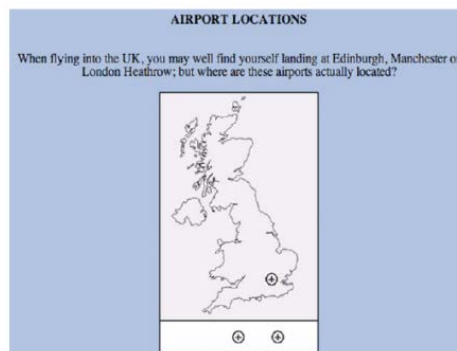 AIRPORT LOCATIONS
When flying into the UK, you may well find yourself landing at Edinburgh, Manchester o
London Heathrow; but where are these airports actually located?